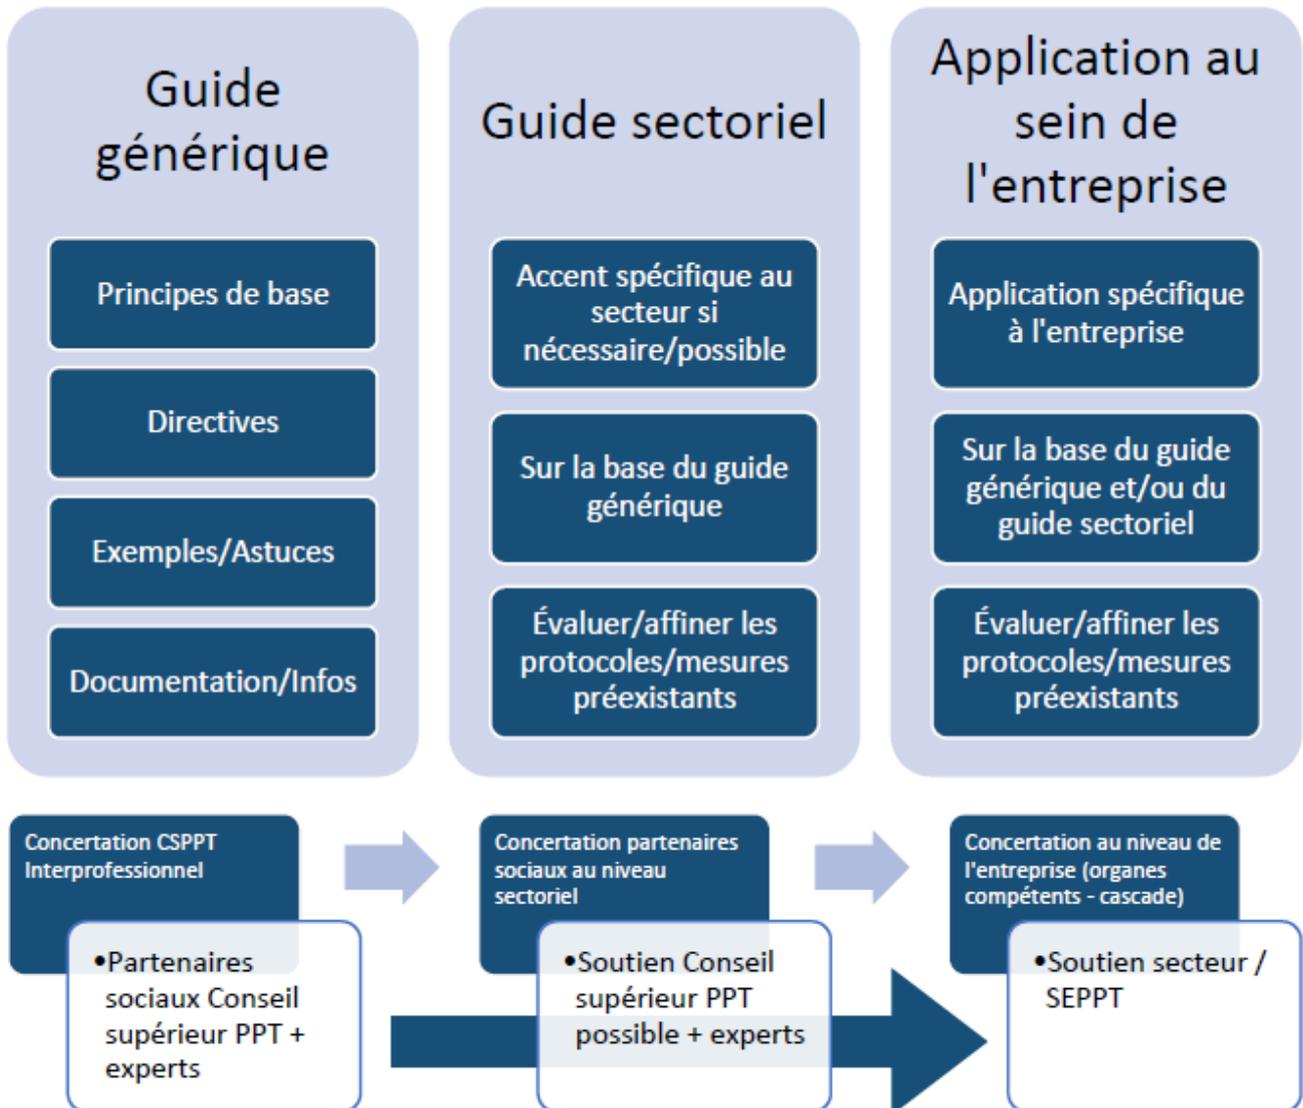 Guide
générique
Principes de base
Directives
Exemples/Astuces
Documentation/Infos
Guide sectoriel
Accent spécifique au
secteur si
nécessaire/possible
Sur la base du guide
générique
Évaluer/affiner les
protocoles/mesures
préexistants
Application au
sein de
l'entreprise
Application spécifique
à l'entreprise
Sur la base du guide
générique et/ou du
guide sectoriel
Évaluer/affiner les
protocoles/mesures
préexistants
Concertation CSPPT
Interprofessionnel
•Partenaires
sociaux Conseil
supérieur PPT +
experts
Concertation partenaires
sociaux au niveau
sectoriel
•Soutien Conseil
supérieur PPT
possible + experts
Concertation au niveau de
l'entreprise (organes
compétents - cascade)
•Soutien secteur /
SEPPT